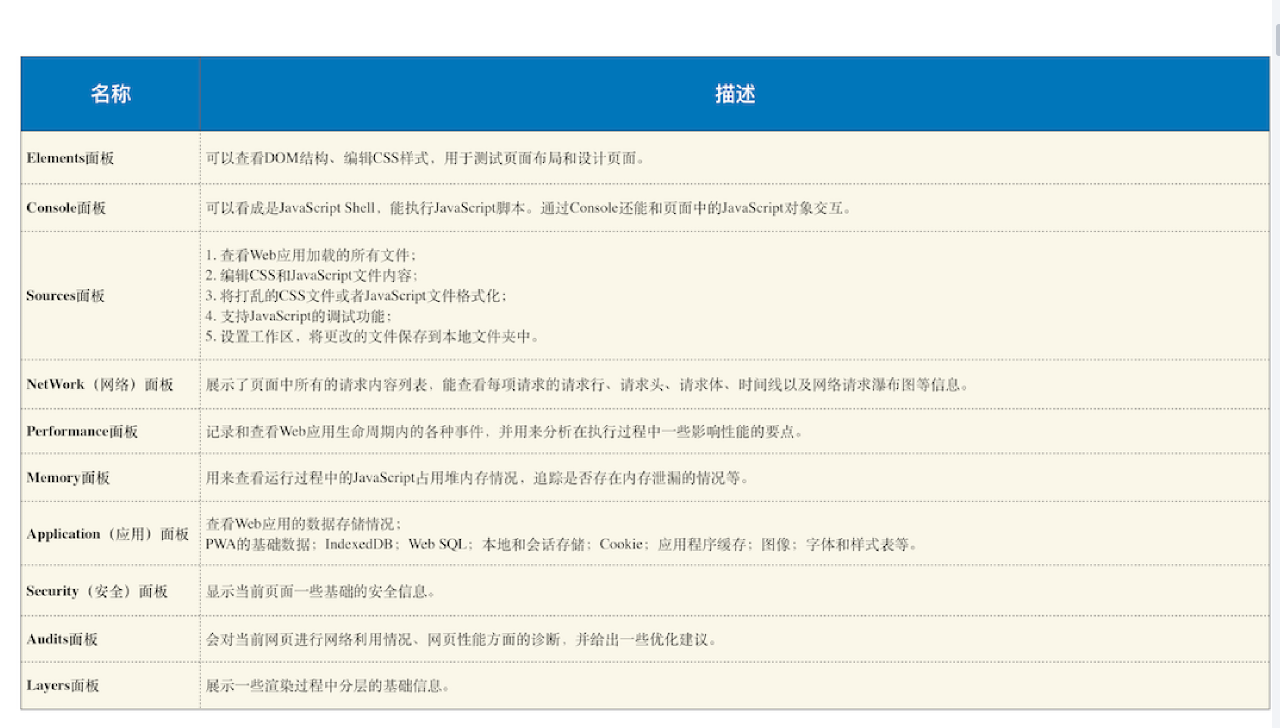 名称 描述
Elements面板 可以查看DOM结构、编辑CSS样式，用于测试页面布局和设计页面。
Console面板 可以看成是JavaScript Shell，能执行JavaScript脚本。通过Console还能和页面中的JavaScript对象交互。
Sources面板
1. 查看Web应用加载的所有文件；
2. 编辑CSS和JavaScript文件内容；
3. 将打乱的CSS文件或者JavaScript文件格式化；
4. 支持JavaScript的调试功能；
5. 设置工作区，将更改的文件保存到本地文件夹中。
NetWork（网络）面板 展示了页面中所有的请求内容列表，能查看每项请求的请求行、请求头、请求体、时间线以及网络请求瀑布图等信息。
Performance面板 记录和查看Web应用生命周期内的各种事件，并用来分析在执行过程中一些影响性能的要点。
Memory面板 用来查看运行过程中的JavaScript占用堆内存情况，追踪是否存在内存泄漏的情况等。
Application（应用）面板
查看Web应用的数据存储情况；
PWA的基础数据；IndexedDB；Web SQL；本地和会话存储；Cookie；应用程序缓存；图像；字体和样式表等。
Security（安全）面板 显示当前页面一些基础的安全信息。
Audits面板 会对当前网页进行网络利用情况、网页性能方面的诊断，并给出一些优化建议。
Layers面板 展示一些渲染过程中分层的基础信息。